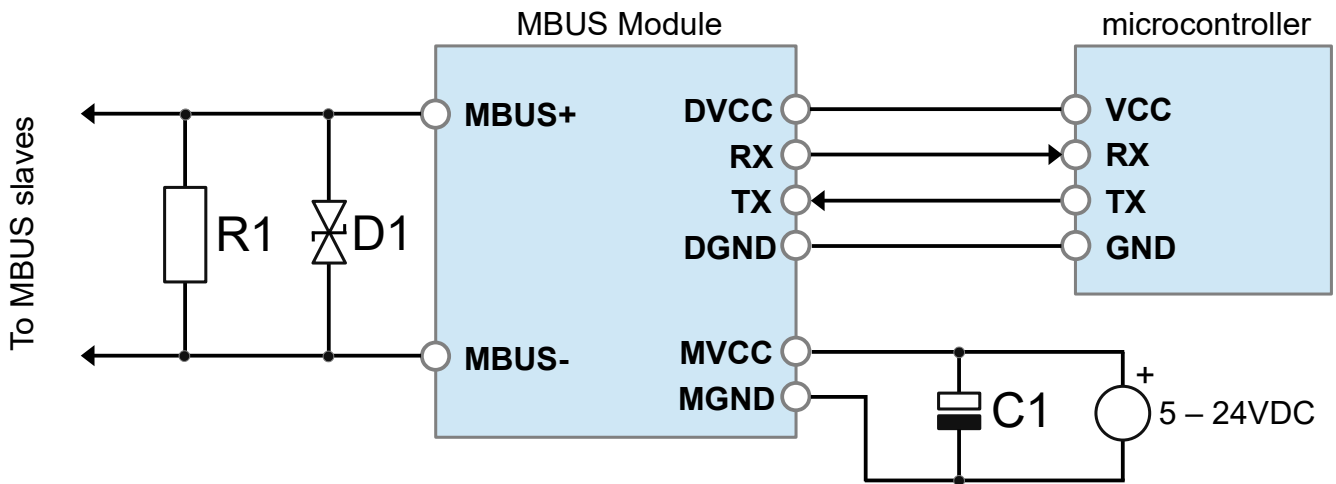 MBUS Module
microcontroller
To MBUS slaves
MBUS+
DVCC
VCC
RX
RX
TX
TX
R1
D1
DGND
GND
MBUS-
MVCC
MGND
C1
+
5 – 24VDC